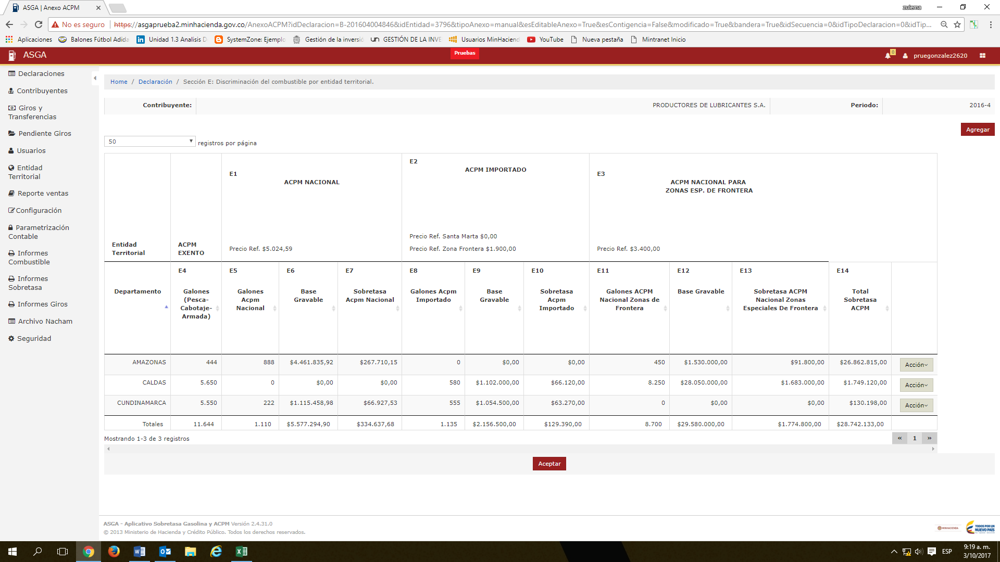 ASGA | Anexo ACPM
zulema
No es seguro
https://asgaprueba2.minhacienda.gov.co/AnexoACPM?idDeclaracion=B-201604004846&idEntidad=3796&tipoAnexo=manual&esEditableAnexo=True&esContigencia=False&modificado=True&bandera=True&idSecuencia=0&idTipoDeclaracion=0&idTip...
Aplicaciones
Balones Fútbol Adida
Unidad 1.3 Analisis D
SystemZone: Ejemplo
Gestión de la inversió
GESTIÓN DE LA INVE
Usuarios MinHaciend
YouTube
Nueva pestaña
Mintranet Inicio
ASGA
Pruebas
0
pruegonzalez2620
Declaraciones
Contribuyentes
Giros y
Transferencias
Pendiente Giros
Usuarios
Entidad
Territorial
Reporte ventas
Configuración
Parametrización
Contable
Informes
Combustible
Informes
Sobretasa
Informes Giros
Archivo Nacham
Seguridad
Home / Declaración / Sección E: Discriminación del combustible por entidad territorial.
Contribuyente: PRODUCTORES DE LUBRICANTES S.A. Periodo: 2016-4
Agregar
50 registros por página
Entidad
Territorial
ACPM
EXENTO
E1
ACPM NACIONAL
Precio Ref. $5.024,59
E2
ACPM IMPORTADO
Precio Ref. Santa Marta $0,00
Precio Ref. Zona Frontera $1.900,00
E3
ACPM NACIONAL PARA
ZONAS ESP. DE FRONTERA
Precio Ref. $3.400,00
Departamento
E4
Galones
(Pesca-
Cabotaje-
Armada)
E5
Galones
Acpm
Nacional
E6
Base
Gravable
E7
Sobretasa
Acpm Nacional
E8
Galones Acpm
Importado
E9
Base
Gravable
E10
Sobretasa
Acpm
Importado
E11
Galones ACPM
Nacional Zonas de
Frontera
E12
Base Gravable
E13
Sobretasa ACPM
Nacional Zonas
Especiales De Frontera
E14
Total
Sobretasa
ACPM
AMAZONAS 444 888 $4.461.835,92 $267.710,15 0 $0,00 $0,00 450 $1.530.000,00 $91.800,00 $26.862.815,00 Acción
CALDAS 5.650 0 $0,00 $0,00 580 $1.102.000,00 $66.120,00 8.250 $28.050.000,00 $1.683.000,00 $1.749.120,00 Acción
CUNDINAMARCA 5.550 222 $1.115.458,98 $66.927,53 555 $1.054.500,00 $63.270,00 0 $0,00 $0,00 $130.198,00 Acción
Totales 11.644 1.110 $5.577.294,90 $334.637,68 1.135 $2.156.500,00 $129.390,00 8.700 $29.580.000,00 $1.774.800,00 $28.742.133,00
Mostrando 1-3 de 3 registros
« 1 »
Aceptar
ASGA - Aplicativo Sobretasa Gasolina y ACPM Versión 2.4.31.0
© 2013 Ministerio de Hacienda y Crédito Público. Todos los derechos reservados.
MINHACIENDA
TODOS POR UN
NUEVO PAÍS
ESP
9:19 a. m.
3/10/2017